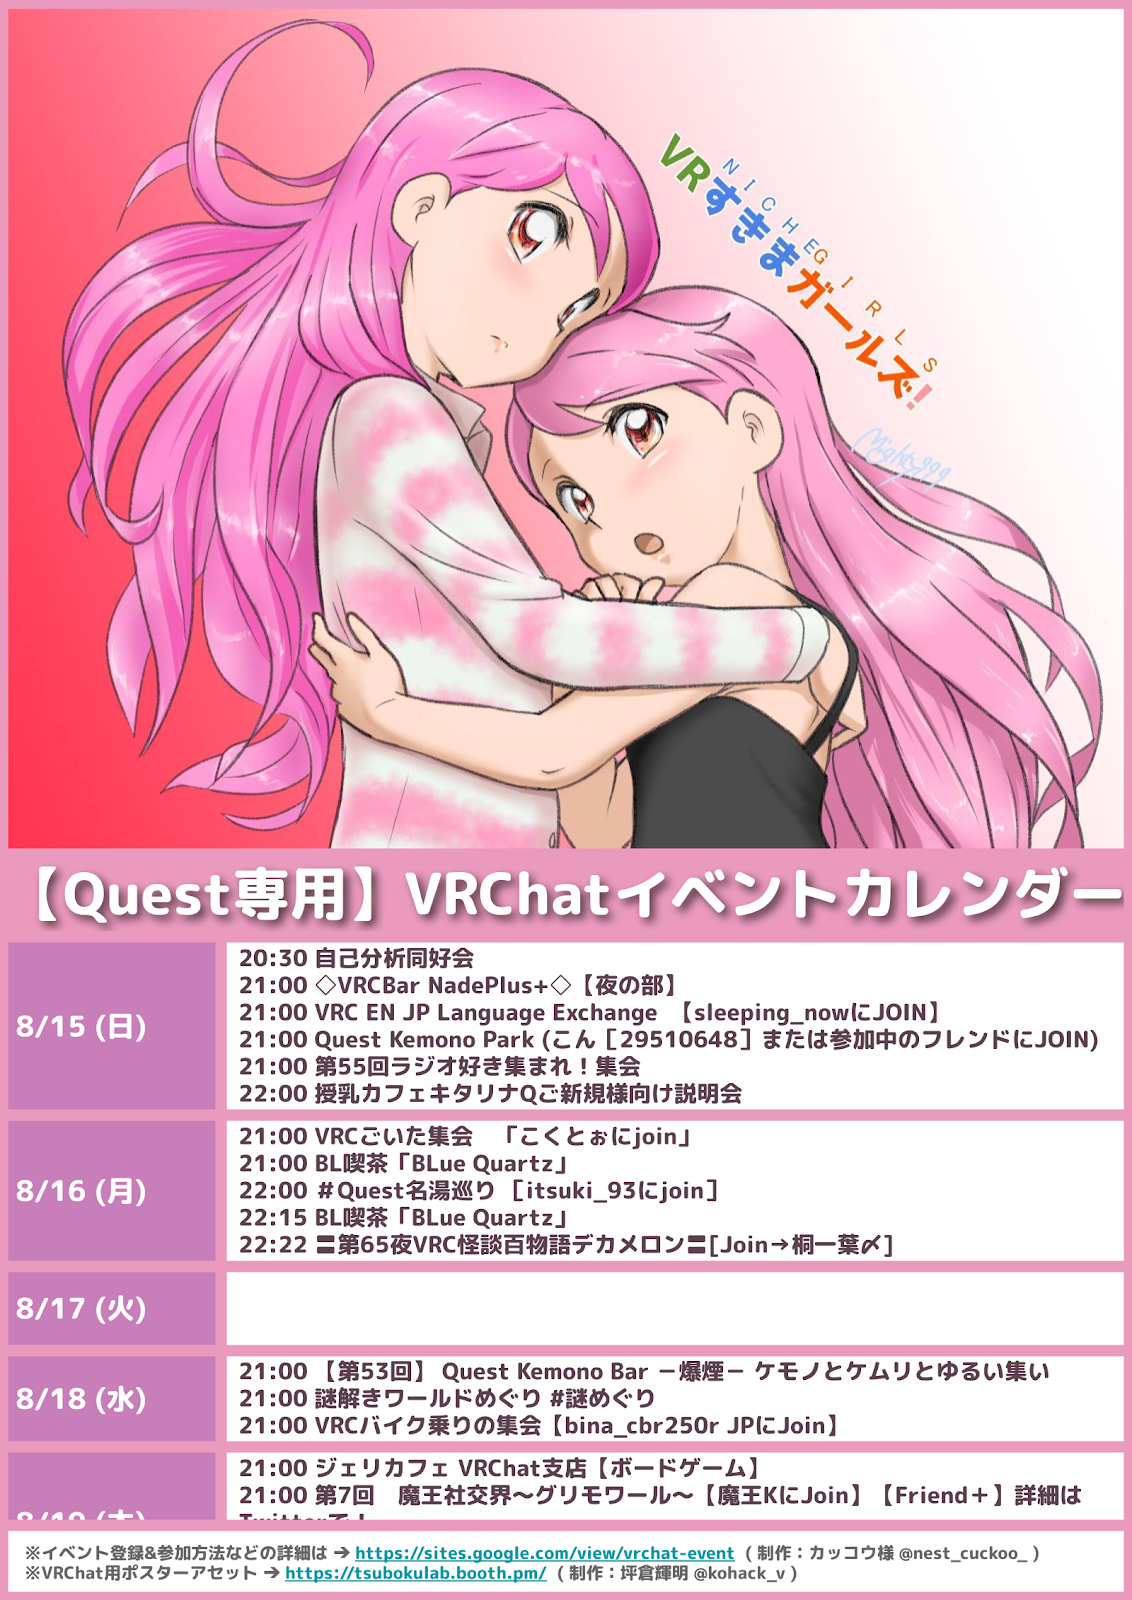 NICHE GIRLS
VRすきまガールズ!
Mighty999
【Quest専用】VRChatイベントカレンダー
8/15 (日)
20:30 自己分析同好会
21:00 ◇VRCBar NadePlus+◇【夜の部】
21:00 VRC EN JP Language Exchange 【sleeping_nowにJOIN】
21:00 Quest Kemono Park (こん［29510648］または参加中のフレンドにJOIN)
21:00 第55回ラジオ好き集まれ！集会
22:00 授乳カフェキタリナQご新規様向け説明会
8/16 (月)
21:00 VRCごいた集会　「こくとぉにjoin」
21:00 BL喫茶「BLue Quartz」
22:00 ＃Quest名湯巡り ［itsuki_93にjoin］
22:15 BL喫茶「BLue Quartz」
22:22 〓第65夜VRC怪談百物語デカメロン〓[Join→桐一葉〆]
8/17 (火)
8/18 (水)
21:00 【第53回】 Quest Kemono Bar －爆煙－ ケモノとケムリとゆるい集い
21:00 謎解きワールドめぐり #謎めぐり
21:00 VRCバイク乗りの集会【bina_cbr250r JPにJoin】
8/19 (木)
21:00 ジェリカフェ VRChat支店【ボードゲーム】
21:00 第7回　魔王社交界～グリモワール～【魔王KにJoin】【Friend＋】詳細は
Twitterで！
※イベント登録&参加方法などの詳細は ➔ https://sites.google.com/view/vrchat-event ( 制作：カッコウ様 @nest_cuckoo_ )
※VRChat用ポスターアセット ➔ https://tsubokulab.booth.pm/ ( 制作：坪倉輝明 @kohack_v )